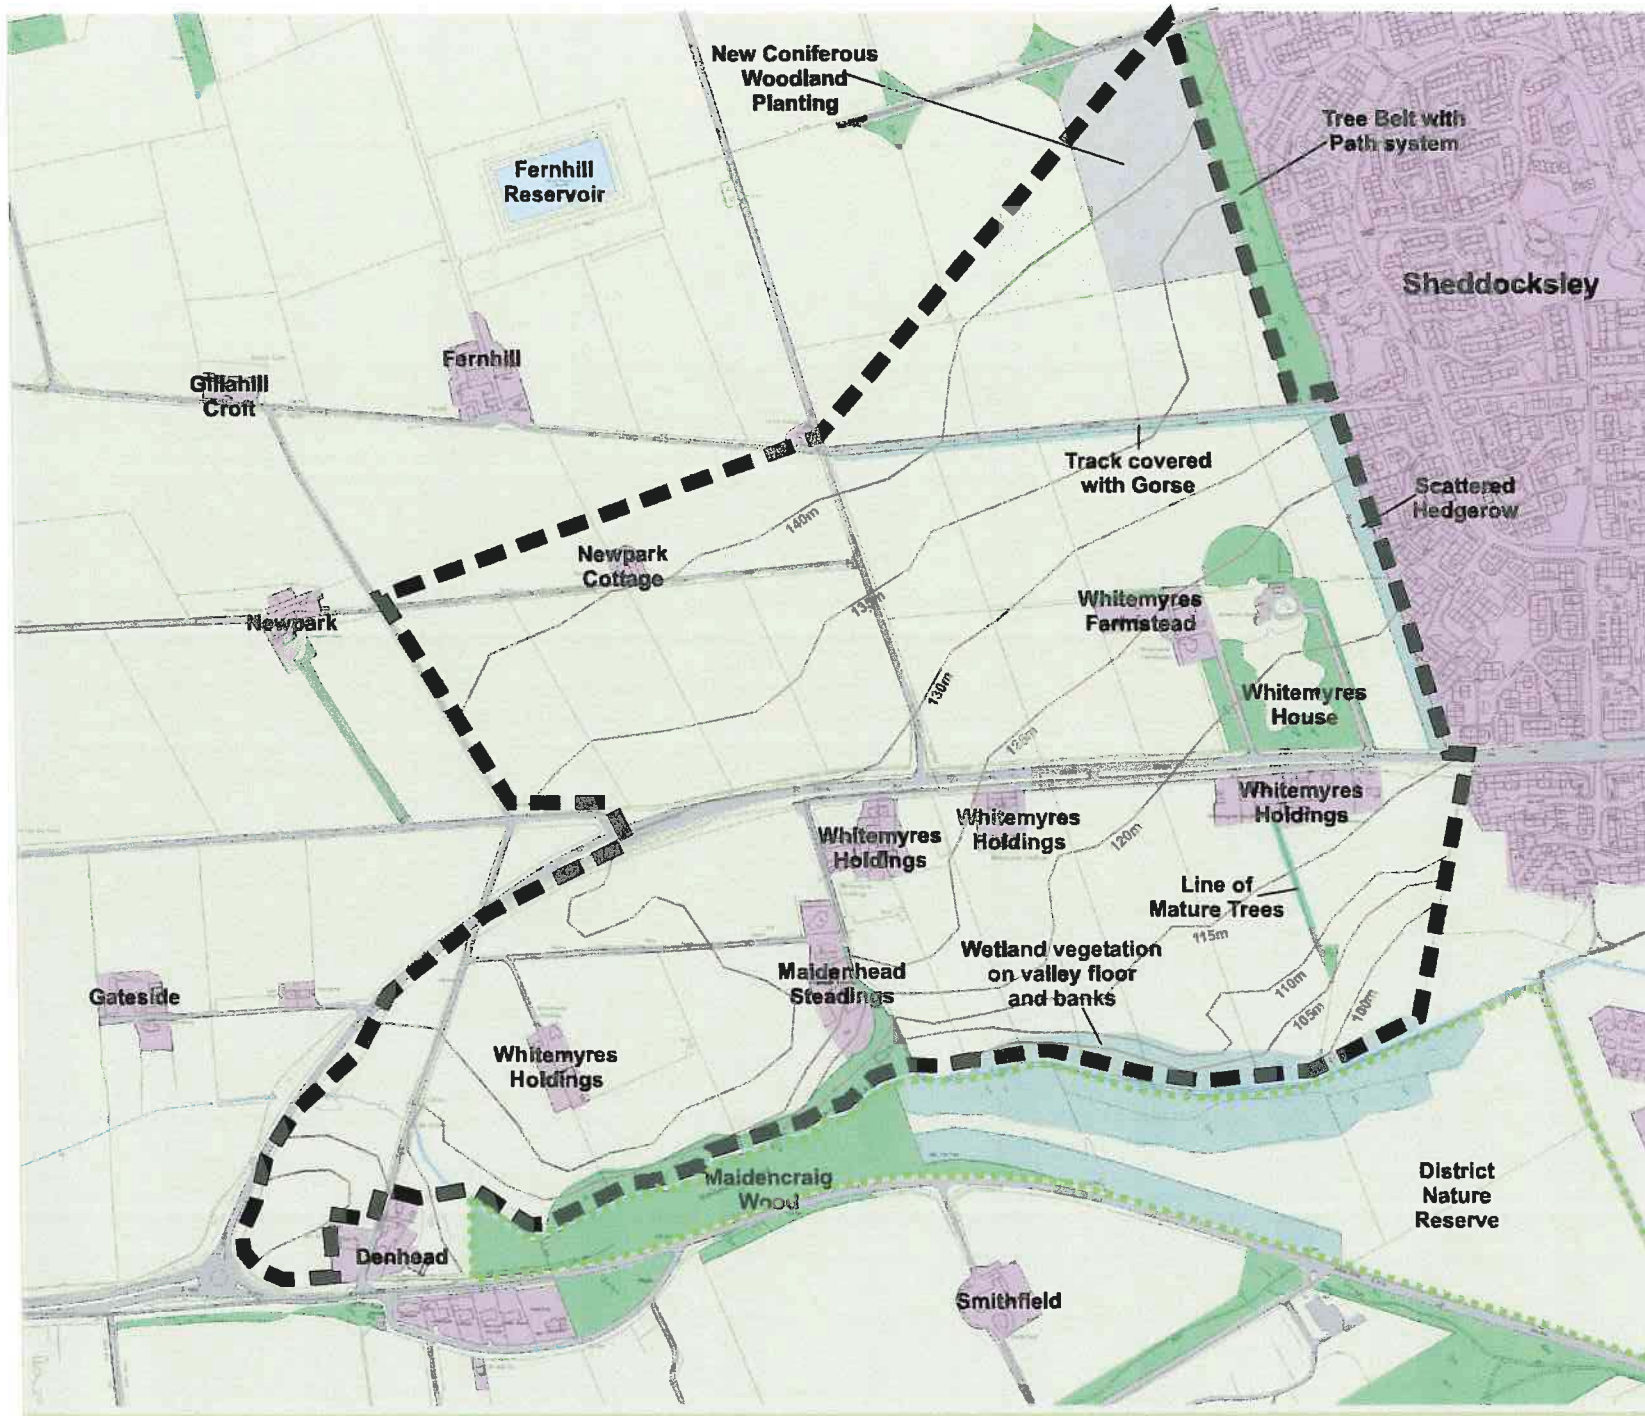 New Coniferous
Woodland
Planting
Tree Belt with
Path system
Fernhill
Reservoir
Sheddocksley
Fernhill
Gillahill
Croft
Track covered
with Gorse
Scattered
Hedgerow
140m
Newpark
Cottage
135m
Newpark
Whitemyres
Farmstead
130m
Whitemyres
House
125m
Whitemyres
Holdings
Whitemyres
Holdings
Whitemyres
Holdings
120m
Line of
Mature Trees
115m
Wetland vegetation
on valley floor
and banks
Maidenhead
Steadings
110m
105m
100m
Gateside
Whitemyres
Holdings
Maidencraig
Wood
District
Nature
Reserve
Denhead
Smithfield